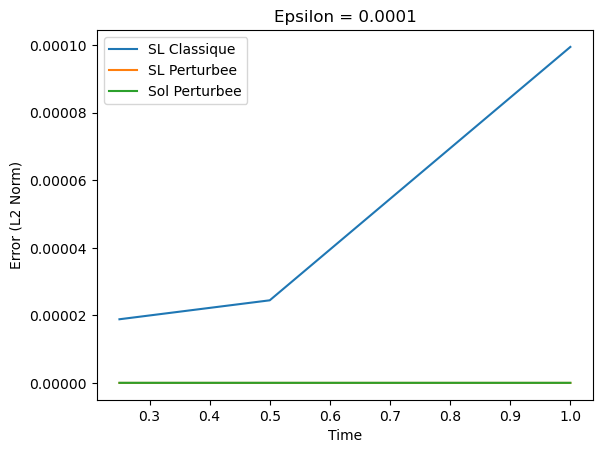 Epsilon = 0.0001
SL Classique
SL Perturbee
Sol Perturbee
Error (L2 Norm)
0.00010
0.00008
0.00006
0.00004
0.00002
0.00000
0.3 0.4 0.5 0.6 0.7 0.8 0.9 1.0
Time